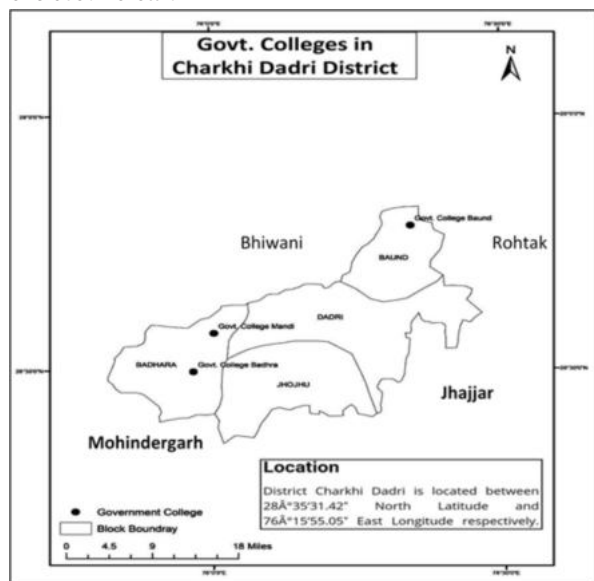 Govt. Colleges in
Charkhi Dadri District
N
Govt. College Baund
Bhiwani
Rohtak
BAUND
DADRI
Govt. College Mandi
BADHARA
Govt. College Badhra
JHOJHU
Jhajjar
Mohindergarh
Location
District Charkhi Dadri is located between
28Â°35'31.42" North Latitude and
76Â°15'55.05" East Longitude respectively.
Government College
Block Boundray
0 4.5 9 18 Miles